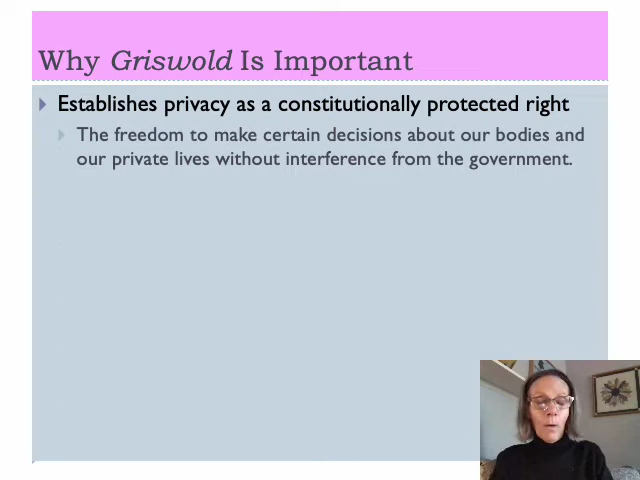 Why Griswold Is Important
Establishes privacy as a constitutionally protected right
The freedom to make certain decisions about our bodies and
our private lives without interference from the government.